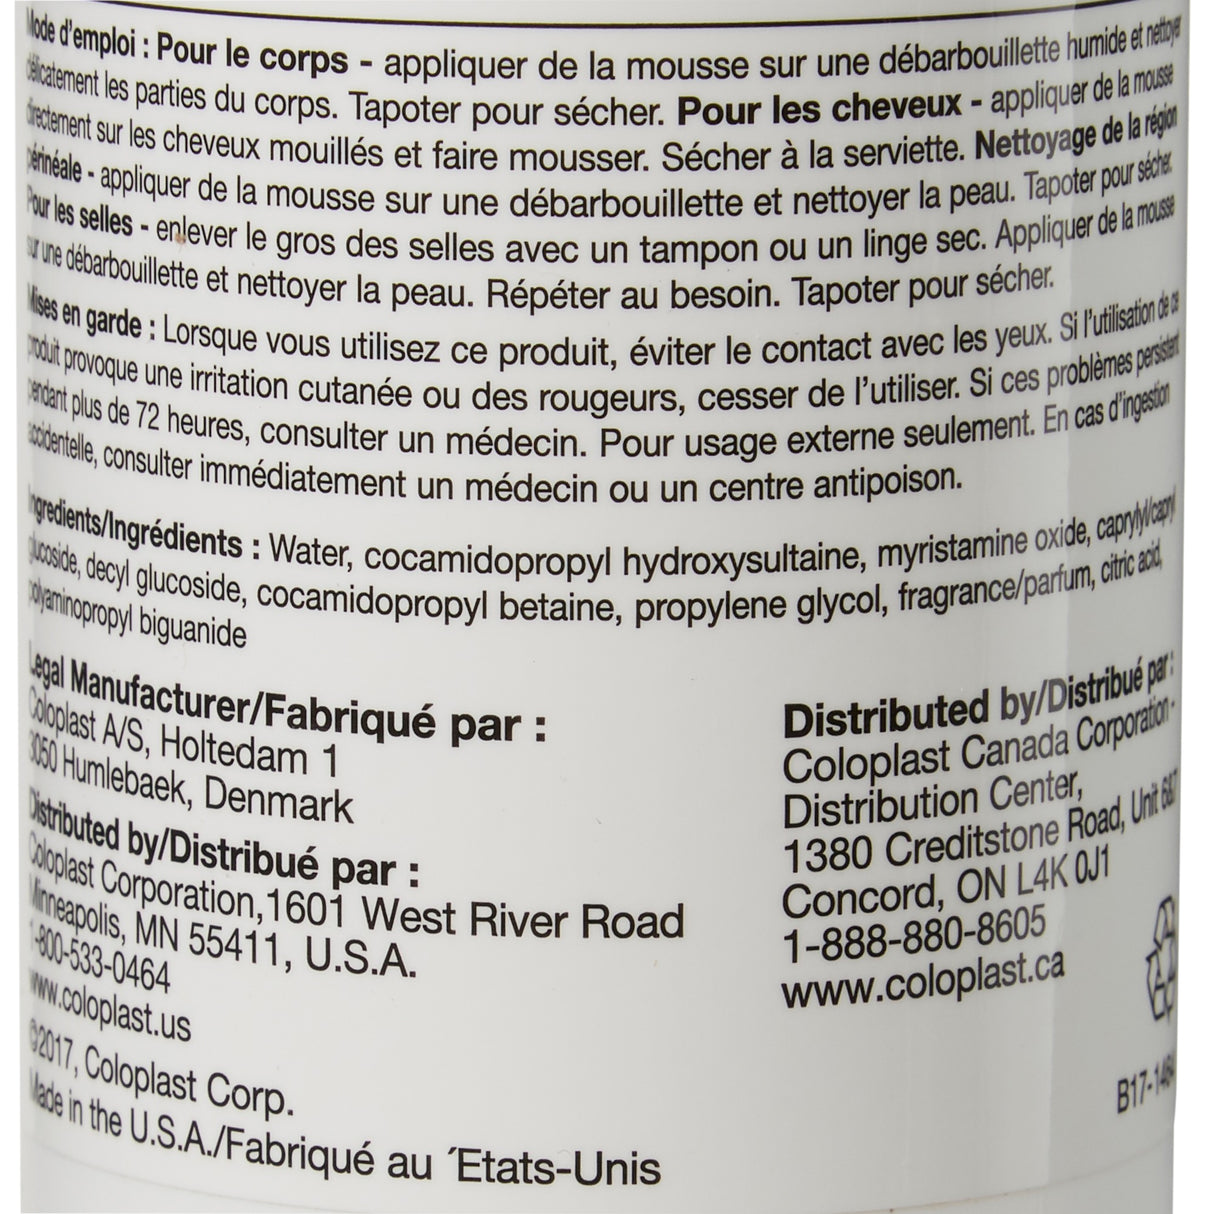 Mode d'emploi : Pour le corps - appliquer de la mousse sur une débarbouillette humide et nettoyer
délicatement les parties du corps. Tapoter pour sécher. Pour les cheveux - appliquer de la mousse
directement sur les cheveux mouillés et faire mousser. Sécher à la serviette. Nettoyage de la région
périnéale - appliquer de la mousse sur une débarbouillette et nettoyer la peau. Tapoter pour sécher.
Pour les selles - enlever le gros des selles avec un tampon ou un linge sec. Appliquer de la mousse
sur une débarbouillette et nettoyer la peau. Répéter au besoin. Tapoter pour sécher.
Mises en garde : Lorsque vous utilisez ce produit, éviter le contact avec les yeux. Si l'utilisation de ce
produit provoque une irritation cutanée ou des rougeurs, cesser de l'utiliser. Si ces problèmes persistent
pendant plus de 72 heures, consulter un médecin. Pour usage externe seulement. En cas d'ingestion
accidentelle, consulter immédiatement un médecin ou un centre antipoison.
Ingredients/Ingrédients : Water, cocamidopropyl hydroxysultaine, myristamine oxide, caprylyl/capryl
glucoside, decyl glucoside, cocamidopropyl betaine, propylene glycol, fragrance/parfum, citric acid,
polyaminopropyl biguanide
Legal Manufacturer/Fabriqué par :
Coloplast A/S, Holtedam 1
3050 Humlebaek, Denmark
Distributed by/Distribué par :
Coloplast Corporation,1601 West River Road
Minneapolis, MN 55411, U.S.A.
1-800-533-0464
www.coloplast.us
©2017, Coloplast Corp.
Made in the U.S.A./Fabriqué au ´Etats-Unis
Distributed by/Distribué par :
Coloplast Canada Corporation -
Distribution Center,
1380 Creditstone Road, Unit 6&7
Concord, ON L4K 0J1
1-888-880-8605
www.coloplast.ca